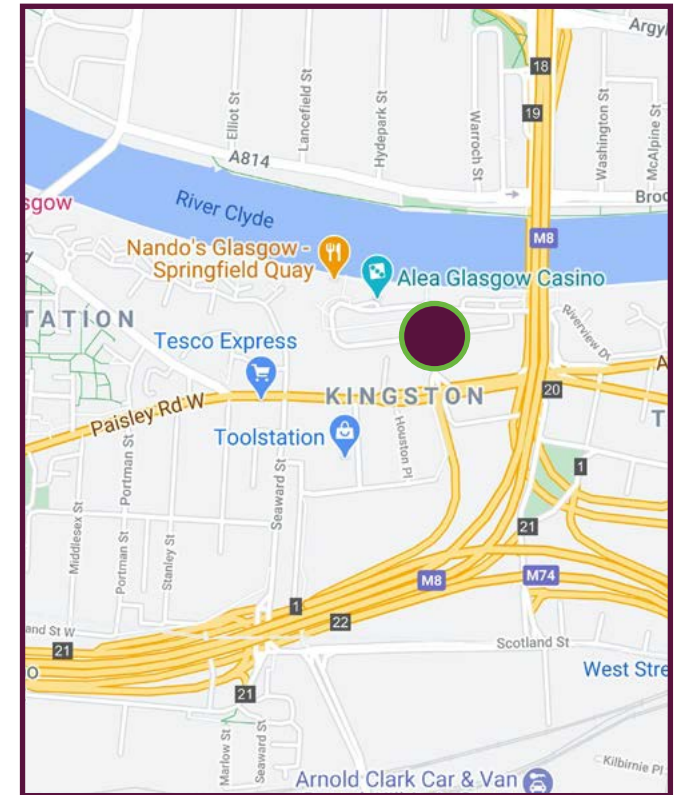 Argyl
18
Elliot St
Lancefield St
Hydepark St
Warroch St
19
Washington St
McAlpine St
A814
Broo
sgow
River Clyde
M8
Nando's Glasgow -
Springfield Quay
Alea Glasgow Casino
Riverview Dr
TATION
Tesco Express
A
20
KINGSTON
Paisley Rd W
Toolstation
Houston Pl
T
Portman St
Seaward St
1
Middlesex St
21
Portman St
Stanley St
M8
M74
1
22
and St W
21
Scotland St
o
West Stre
21
Marlow St
Seaward St
Kilbirnie Pl
Arnold Clark Car & Van